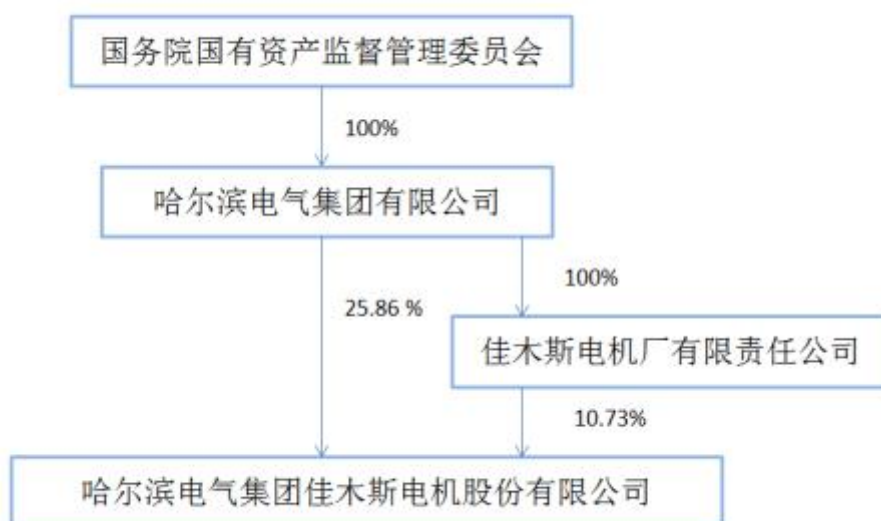 国务院国有资产监督管理委员会
100%
哈尔滨电气集团有限公司
100%
25.86 %
佳木斯电机厂有限责任公司
10.73%
哈尔滨电气集团佳木斯电机股份有限公司